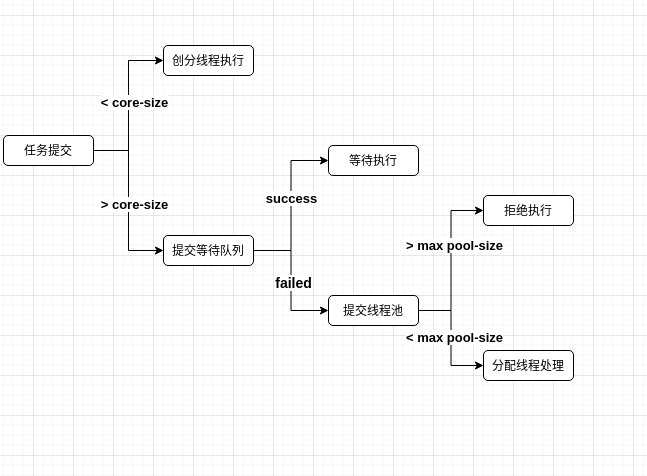 创分线程执行
< core-size
任务提交
等待执行
success
> core-size
拒绝执行
提交等待队列
> max pool-size
failed
提交线程池
< max pool-size
分配线程处理